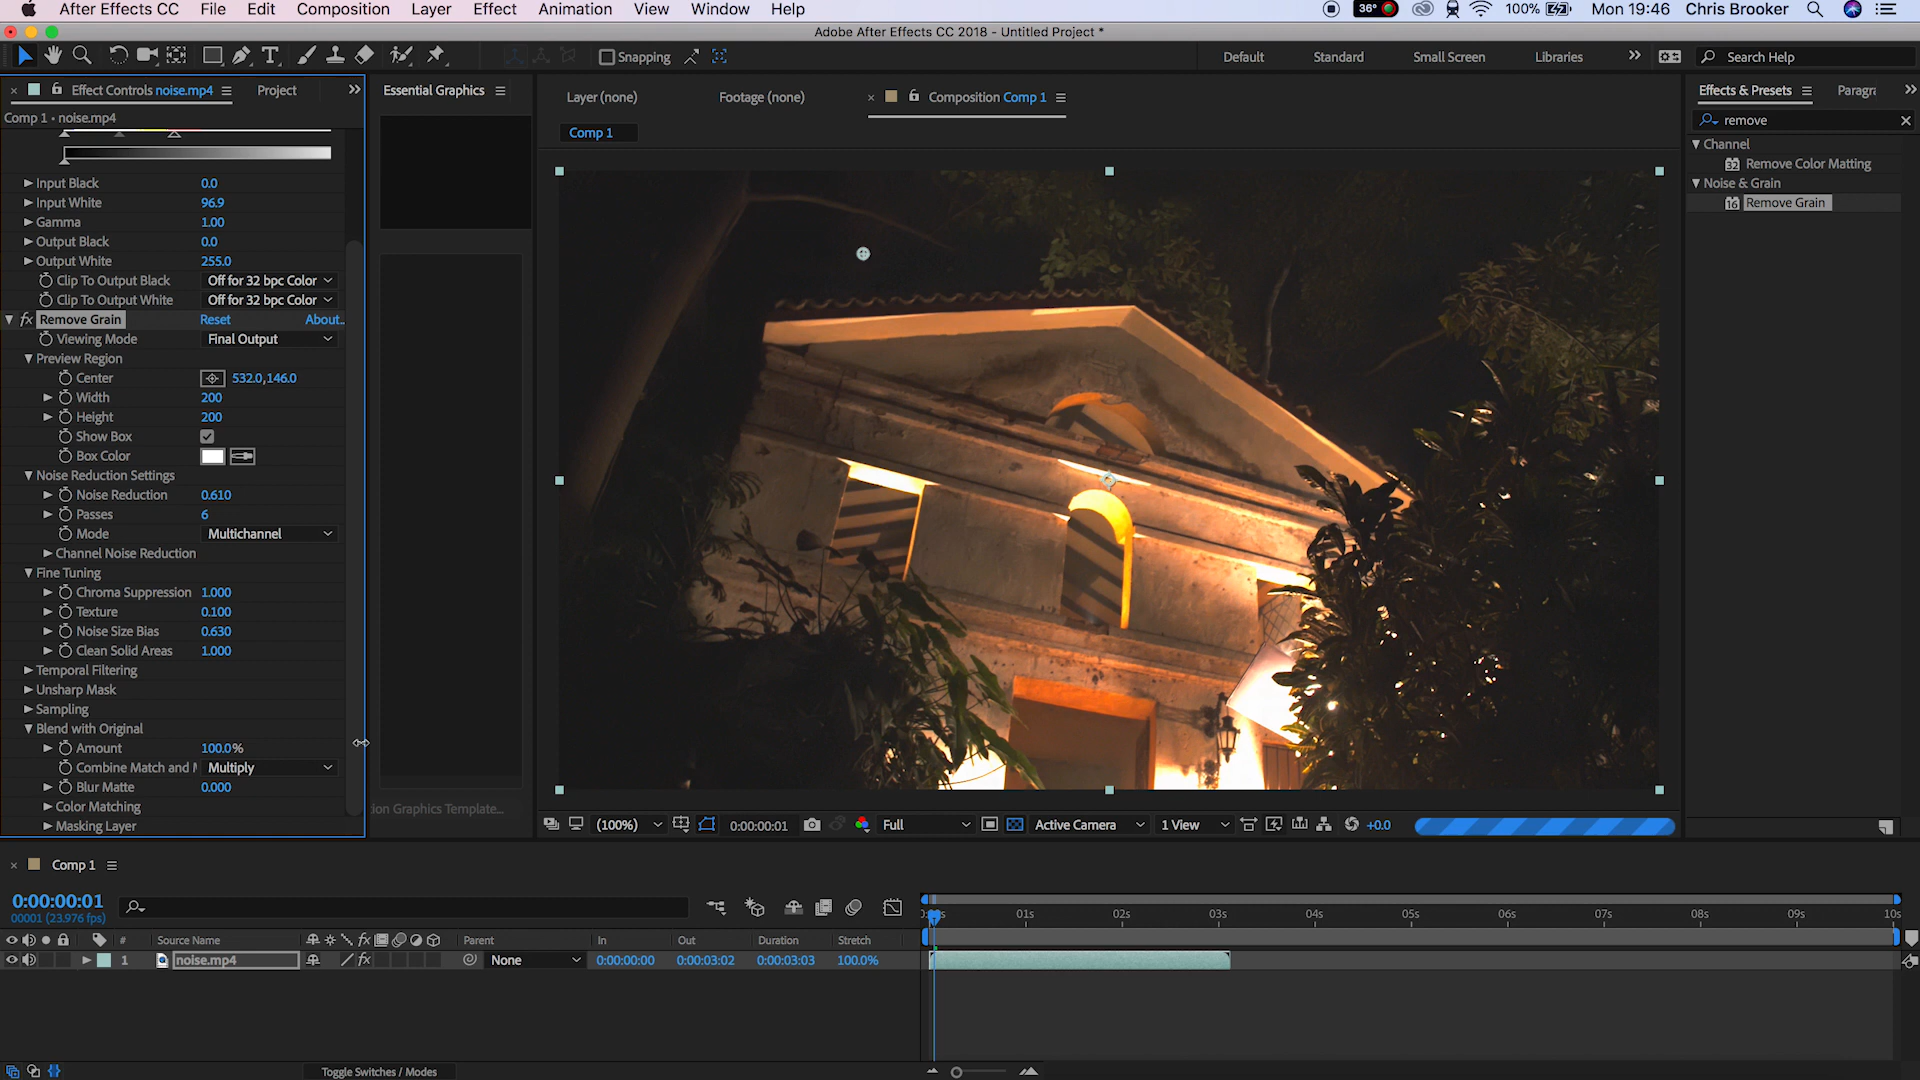 After Effects CC File Edit Composition Layer Effect Animation View Window Help 36° 100% Mon 19:46 Chris Brooker
Adobe After Effects CC 2018 - Untitled Project *
Snapping Default Standard Small Screen Libraries Search Help
Effect Controls noise.mp4 Project
Comp 1 • noise.mp4
Input Black 0.0
Input White 96.9
Gamma 1.00
Output Black 0.0
Output White 255.0
Clip To Output Black Off for 32 bpc Color
Clip To Output White Off for 32 bpc Color
fx Remove Grain Reset About..
Viewing Mode Final Output
Preview Region
Center 532.0,146.0
Width 200
Height 200
Show Box
Box Color
Noise Reduction Settings
Noise Reduction 0.610
Passes 6
Mode Multichannel
Channel Noise Reduction
Fine Tuning
Chroma Suppression 1.000
Texture 0.100
Noise Size Bias 0.630
Clean Solid Areas 1.000
Temporal Filtering
Unsharp Mask
Sampling
Blend with Original
Amount 100.0%
Combine Match and Multiply
Blur Matte 0.000
Color Matching
Masking Layer
Essential Graphics
ion Graphics Template...
Layer (none) Footage (none) Composition Comp 1
Comp 1
(100%) 0:00:00:01 Full Active Camera 1 View +0.0
Effects & Presets Paragra
remove
Channel
32 Remove Color Matting
Noise & Grain
16 Remove Grain
Comp 1
0:00:00:01
00001 (23.976 fps)
01s 02s 03s 04s 05s 06s 07s 08s 09s 10s
# Source Name fx Parent In Out Duration Stretch
1 noise.mp4 fx None 0:00:00:00 0:00:03:02 0:00:03:03 100.0%
Toggle Switches / Modes